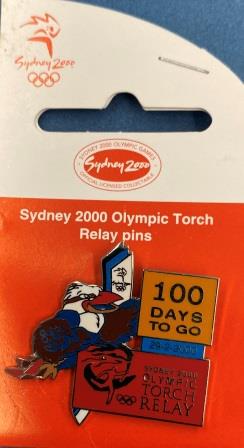 Sydney 2000
SYDNEY 2000 OLYMPIC GAMES
Sydney 2000
OFFICIAL LICENSED COLLECTABLES
Sydney 2000 Olympic Torch
Relay pins
100
DAYS
TO GO
SYDNEY 2000
OLYMPIC
TORCH
RELAY